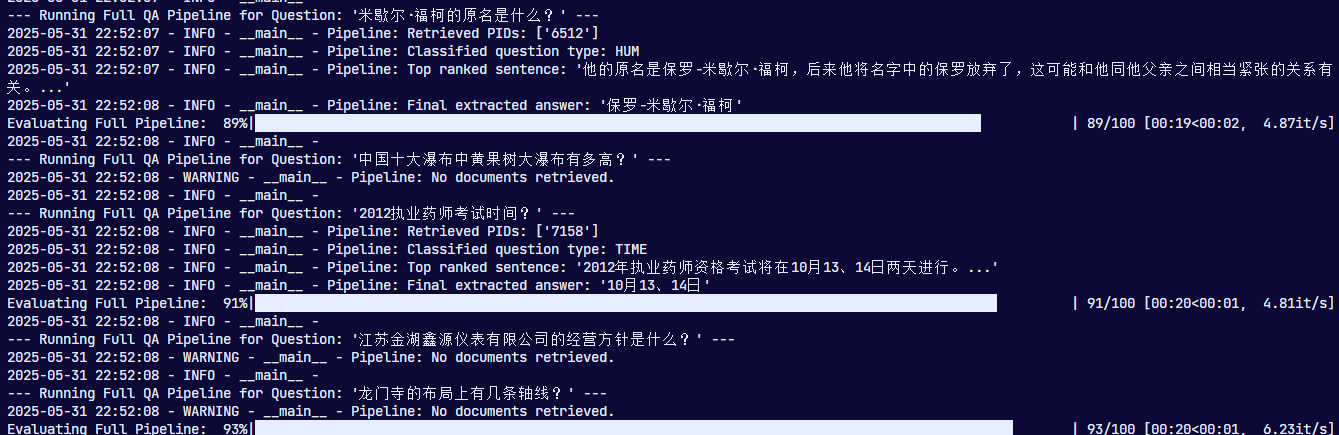 --- Running Full QA Pipeline for Question: '米歇尔·福柯的原名是什么？' ---
2025-05-31 22:52:07 - INFO - __main__ - Pipeline: Retrieved PIDs: ['6512']
2025-05-31 22:52:07 - INFO - __main__ - Pipeline: Classified question type: HUM
2025-05-31 22:52:07 - INFO - __main__ - Pipeline: Top ranked sentence: '他的原名是保罗-米歇尔·福柯，后来他将名字中的保罗放弃了，这可能和他同他父亲之间相当紧张的关系有
关。...'
2025-05-31 22:52:08 - INFO - __main__ - Pipeline: Final extracted answer: '保罗-米歇尔·福柯'
Evaluating Full Pipeline:  89%| | 89/100 [00:19<00:02,  4.87it/s]
2025-05-31 22:52:08 - INFO - __main__ -
--- Running Full QA Pipeline for Question: '中国十大瀑布中黄果树大瀑布有多高？' ---
2025-05-31 22:52:08 - WARNING - __main__ - Pipeline: No documents retrieved.
2025-05-31 22:52:08 - INFO - __main__ -
--- Running Full QA Pipeline for Question: '2012执业药师考试时间？' ---
2025-05-31 22:52:08 - INFO - __main__ - Pipeline: Retrieved PIDs: ['7158']
2025-05-31 22:52:08 - INFO - __main__ - Pipeline: Classified question type: TIME
2025-05-31 22:52:08 - INFO - __main__ - Pipeline: Top ranked sentence: '2012年执业药师资格考试将在10月13、14日两天进行。...'
2025-05-31 22:52:08 - INFO - __main__ - Pipeline: Final extracted answer: '10月13、14日'
Evaluating Full Pipeline:  91%| | 91/100 [00:20<00:01,  4.81it/s]
2025-05-31 22:52:08 - INFO - __main__ -
--- Running Full QA Pipeline for Question: '江苏金湖鑫源仪表有限公司的经营方针是什么？' ---
2025-05-31 22:52:08 - WARNING - __main__ - Pipeline: No documents retrieved.
2025-05-31 22:52:08 - INFO - __main__ -
--- Running Full QA Pipeline for Question: '龙门寺的布局上有几条轴线？' ---
2025-05-31 22:52:08 - WARNING - __main__ - Pipeline: No documents retrieved.
Evaluating Full Pipeline:  93%| | 93/100 [00:20<00:01,  6.23it/s]